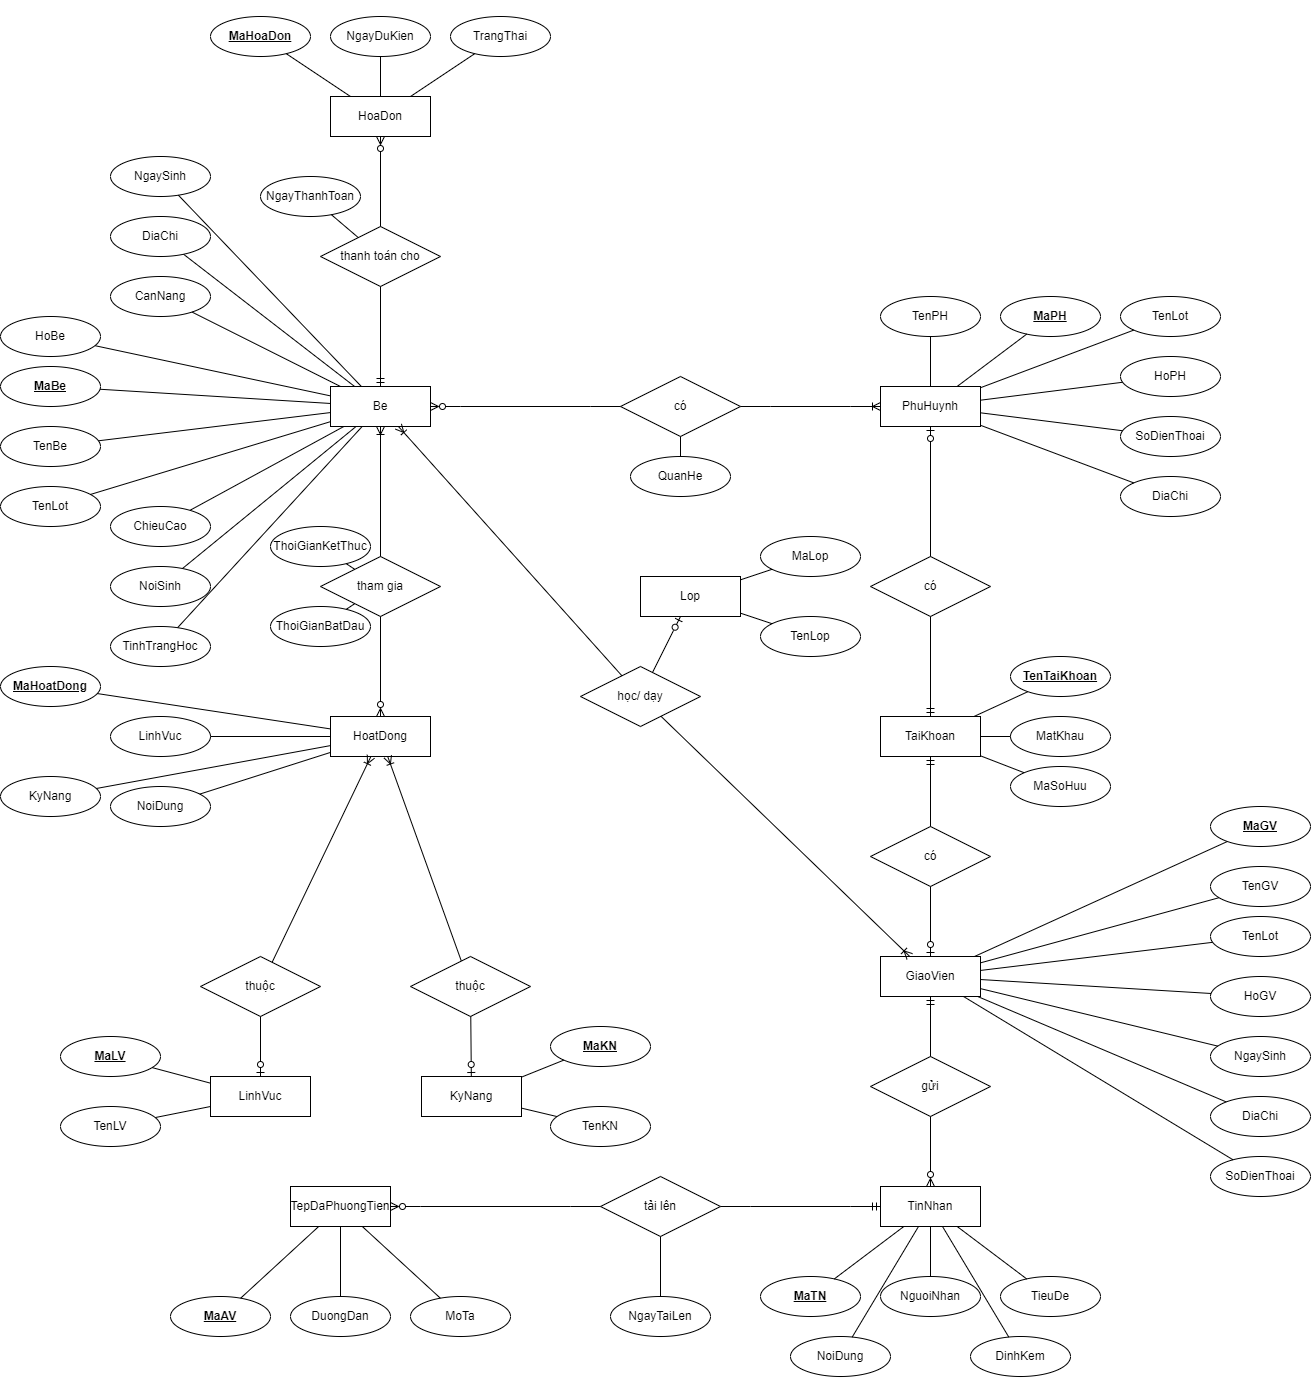 MaHoaDon
NgayDuKien
TrangThai
HoaDon
NgaySinh
NgayThanhToan
DiaChi
thanh toán cho
CanNang
HoBe
TenPH
MaPH
TenLot
MaBe
HoPH
Be
có
PhuHuynh
TenBe
SoDienThoai
QuanHe
TenLot
DiaChi
ChieuCao
ThoiGianKetThuc
MaLop
NoiSinh
tham gia
Lop
có
ThoiGianBatDau
TenLop
TinhTrangHoc
MaHoatDong
học/ dạy
TenTaiKhoan
LinhVuc
HoatDong
TaiKhoan
MatKhau
KyNang
NoiDung
MaSoHuu
MaGV
có
TenGV
TenLot
GiaoVien
thuộc
thuộc
HoGV
MaLV
MaKN
NgaySinh
gửi
LinhVuc
KyNang
TenLV
TenKN
DiaChi
SoDienThoai
TepDaPhuongTien
tải lên
TinNhan
MaTN
NguoiNhan
TieuDe
MaAV
DuongDan
MoTa
NgayTaiLen
NoiDung
DinhKem